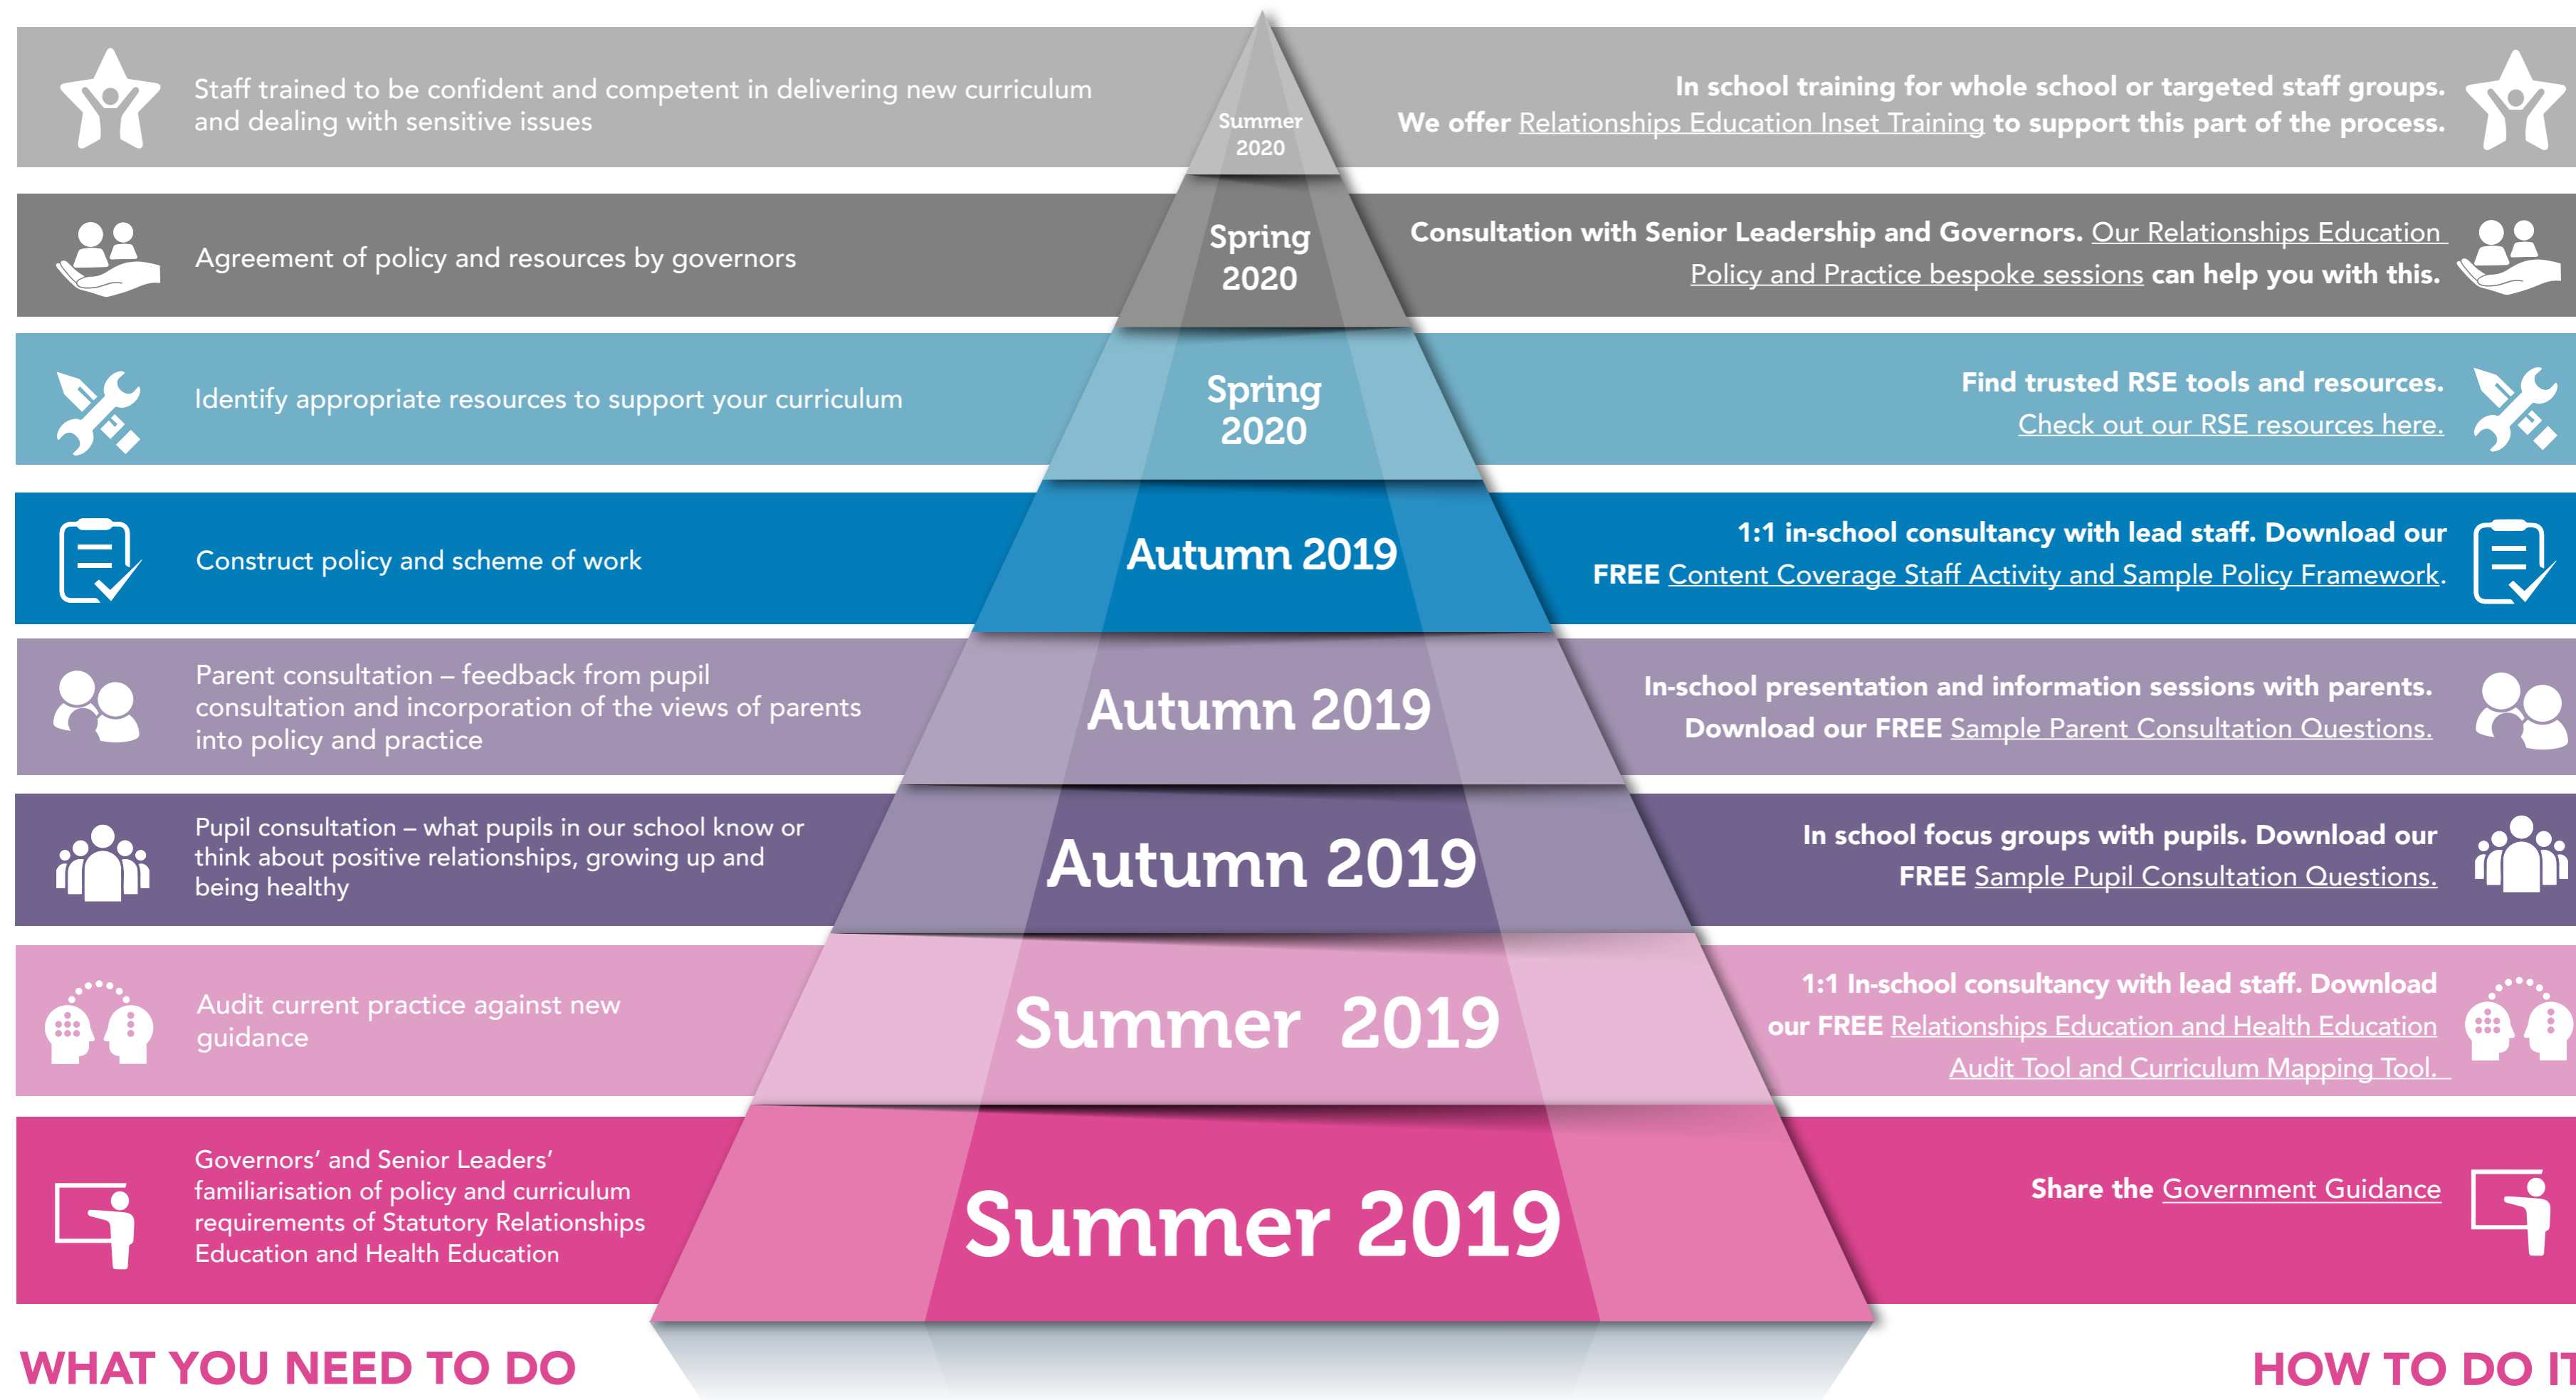 Staff trained to be confident and competent in delivering new curriculum
and dealing with sensitive issues
Summer
2020
In school training for whole school or targeted staff groups.
We offer Relationships Education Inset Training to support this part of the process.
Agreement of policy and resources by governors
Spring
2020
Consultation with Senior Leadership and Governors. Our Relationships Education
Policy and Practice bespoke sessions can help you with this.
Identify appropriate resources to support your curriculum
Spring
2020
Find trusted RSE tools and resources.
Check out our RSE resources here.
Construct policy and scheme of work
Autumn 2019
1:1 in-school consultancy with lead staff. Download our
FREE Content Coverage Staff Activity and Sample Policy Framework.
Parent consultation – feedback from pupil
consultation and incorporation of the views of parents
into policy and practice
Autumn 2019
In-school presentation and information sessions with parents.
Download our FREE Sample Parent Consultation Questions.
Pupil consultation – what pupils in our school know or
think about positive relationships, growing up and
being healthy
Autumn 2019
In school focus groups with pupils. Download our
FREE Sample Pupil Consultation Questions.
Audit current practice against new
guidance
Summer 2019
1:1 In-school consultancy with lead staff. Download
our FREE Relationships Education and Health Education
Audit Tool and Curriculum Mapping Tool.
Governors’ and Senior Leaders’
familiarisation of policy and curriculum
requirements of Statutory Relationships
Education and Health Education
Summer 2019
Share the Government Guidance
WHAT YOU NEED TO DO
HOW TO DO IT